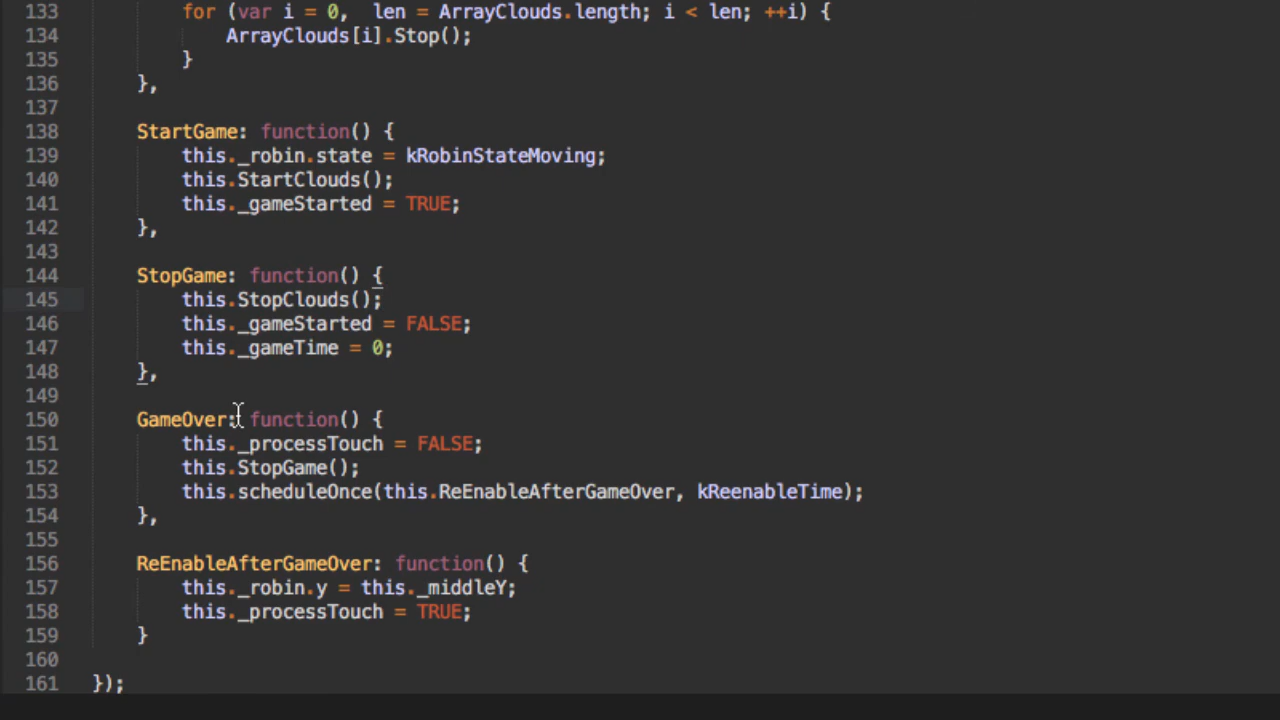 133 for (var i = 0,  len = ArrayClouds.length; i < len; ++i) {
134 ArrayClouds[i].Stop();
135 }
136 },
137
138 StartGame: function() {
139 this._robin.state = kRobinStateMoving;
140 this.StartClouds();
141 this._gameStarted = TRUE;
142 },
143
144 StopGame: function() {
145 this.StopClouds();
146 this._gameStarted = FALSE;
147 this._gameTime = 0;
148 },
149
150 GameOver: function() {
151 this._processTouch = FALSE;
152 this.StopGame();
153 this.scheduleOnce(this.ReEnableAfterGameOver, kReenableTime);
154 },
155
156 ReEnableAfterGameOver: function() {
157 this._robin.y = this._middleY;
158 this._processTouch = TRUE;
159 }
160
161 });